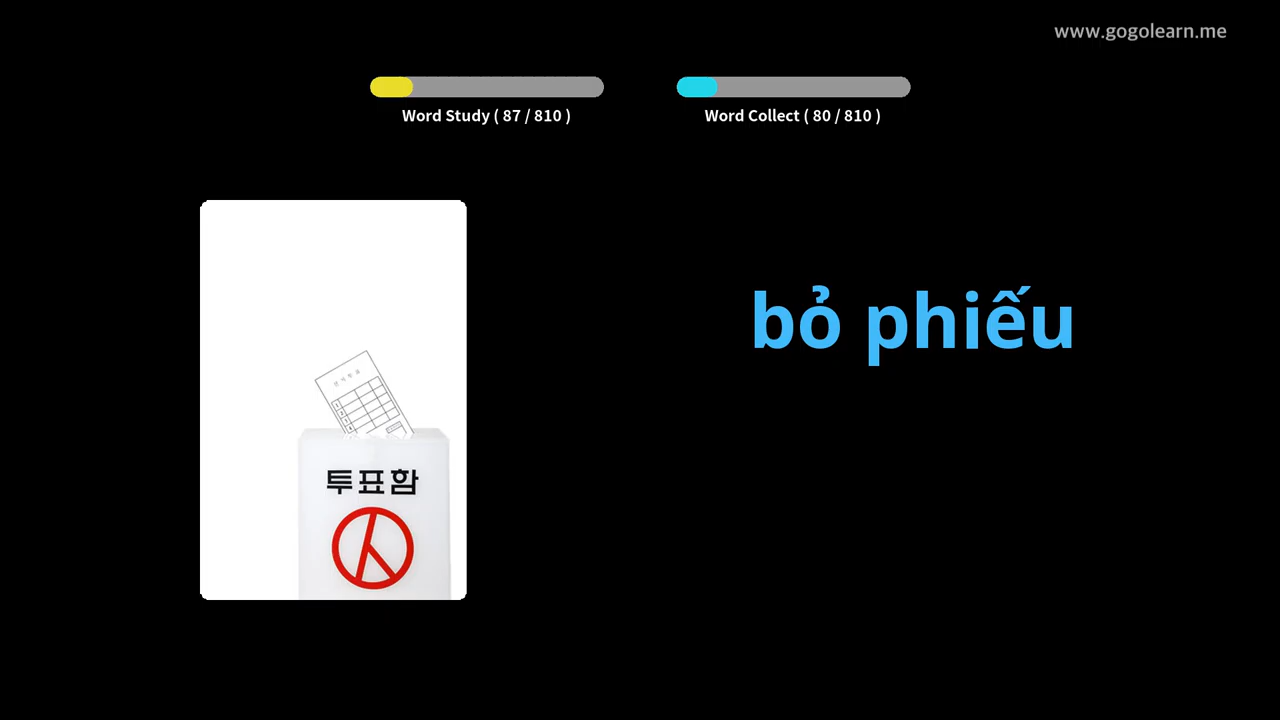 www.gogolearn.me
Word Study ( 87 / 810 )
Word Collect ( 80 / 810 )
bỏ phiếu
투표함